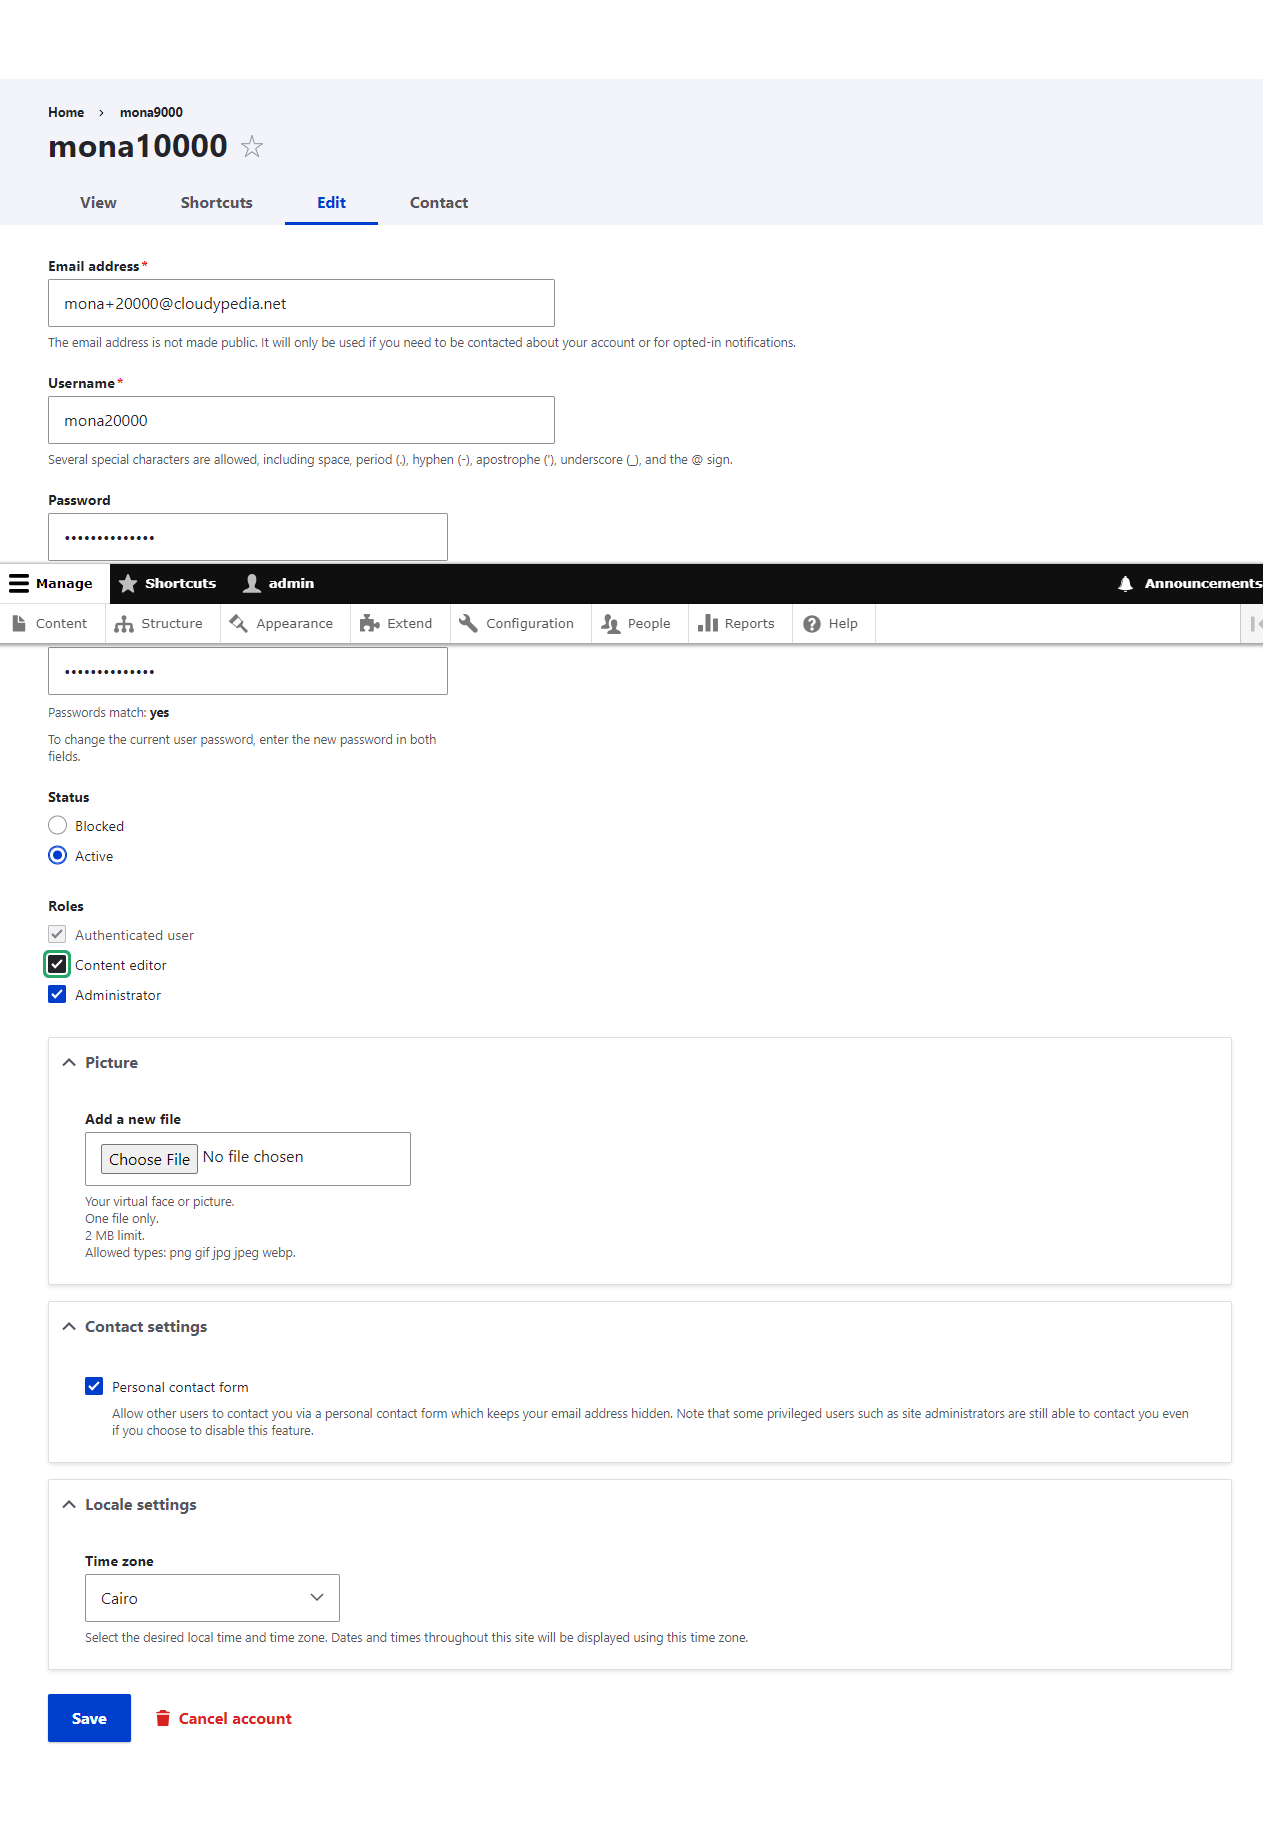 Home › mona9000
mona10000
View Shortcuts Edit Contact
Email address*
mona+20000@cloudypedia.net
The email address is not made public. It will only be used if you need to be contacted about your account or for opted-in notifications.
Username*
mona20000
Several special characters are allowed, including space, period (.), hyphen (-), apostrophe ('), underscore (_), and the @ sign.
Password
••••••••••••••
Manage Shortcuts admin Announcements
Content Structure Appearance Extend Configuration People Reports Help
••••••••••••••
Passwords match: yes
To change the current user password, enter the new password in both
fields.
Status
Blocked
Active
Roles
Authenticated user
Content editor
Administrator
Picture
Add a new file
Choose File No file chosen
Your virtual face or picture.
One file only.
2 MB limit.
Allowed types: png gif jpg jpeg webp.
Contact settings
Personal contact form
Allow other users to contact you via a personal contact form which keeps your email address hidden. Note that some privileged users such as site administrators are still able to contact you even
if you choose to disable this feature.
Locale settings
Time zone
Cairo
Select the desired local time and time zone. Dates and times throughout this site will be displayed using this time zone.
Save Cancel account